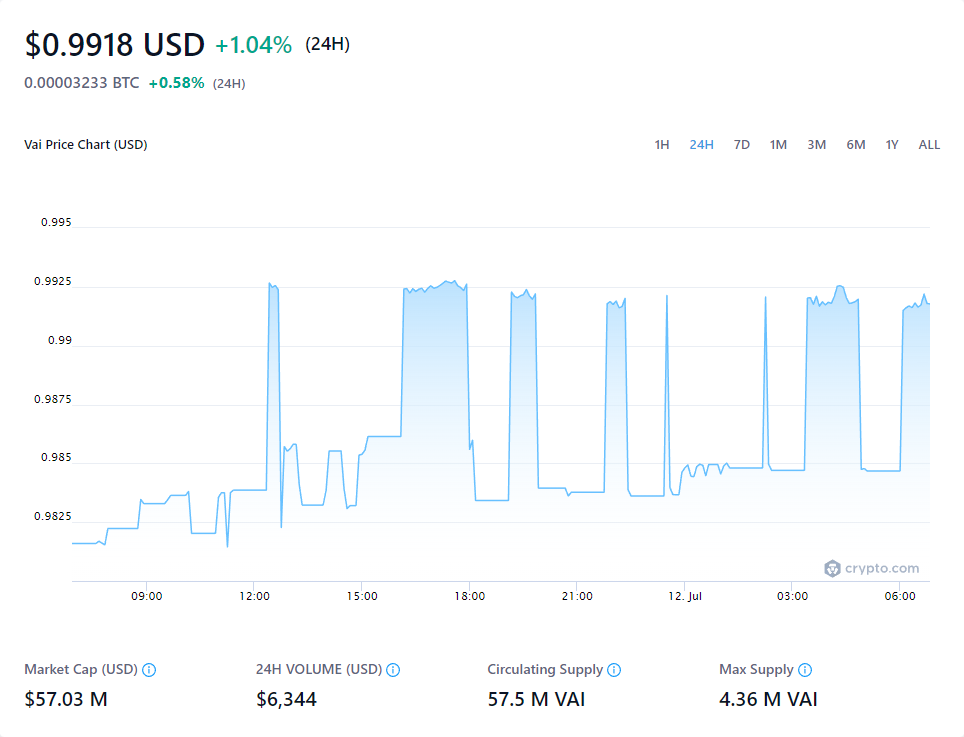 $0.9918 USD +1.04% (24H)
0.00003233 BTC +0.58% (24H)
Vai Price Chart (USD) 1H 24H 7D 1M 3M 6M 1Y ALL
0.995
0.9925
0.99
0.9875
0.985
0.9825
crypto.com
09:00 12:00 15:00 18:00 21:00 12. Jul 03:00 06:00
Market Cap (USD) 24H VOLUME (USD) Circulating Supply Max Supply
$57.03 M $6,344 57.5 M VAI 4.36 M VAI